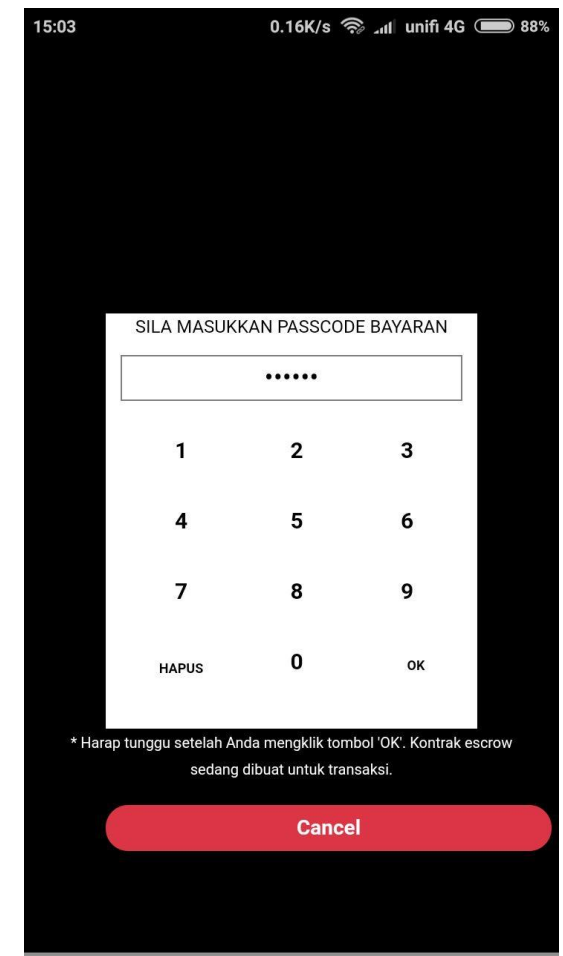 15:03 0.16K/s unifi 4G 88%
SILA MASUKKAN PASSCODE BAYARAN
••••••
1 2 3
4 5 6
7 8 9
HAPUS 0 OK
* Harap tunggu setelah Anda mengklik tombol 'OK'. Kontrak escrow
sedang dibuat untuk transaksi.
Cancel